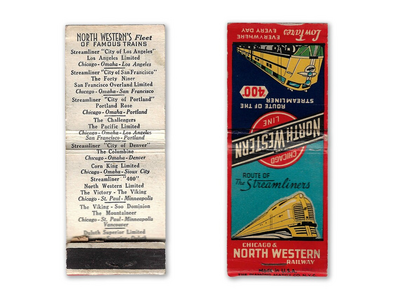 NORTH WESTERN'S Fleet
OF FAMOUS TRAINS
Streamliner "City of Los Angeles"
Los Angeles Limited
Chicago - Omaha - Los Angeles
Streamliner "City of San Francisco"
The Forty Niner
San Francisco Overland Limited
Chicago - Omaha - San Francisco
Streamliner "City of Portland"
Portland Rose
Chicago - Omaha - Portland
The Challengers
The Pacific Limited
Chicago - Omaha - Los Angeles
San Francisco - Portland
Streamliner "City of Denver"
The Columbine
Chicago - Omaha - Denver
Corn King Limited
Chicago - Omaha - Sioux City
Streamliner "400"
North Western Limited
The Victory - The Viking
Chicago - St. Paul - Minneapolis
The Viking - Soo Dominion
The Mountaineer
Chicago - St. Paul - Minneapolis
Vancouver
Duluth Superior Limited
Low Fares
EVERYWHERE
EVERY DAY
ROUTE OF THE
400
STREAMLINER
CHICAGO
NORTH WESTERN
LINE
ROUTE OF
The Streamliners
CHICAGO &
NORTH WESTERN
RAILWAY